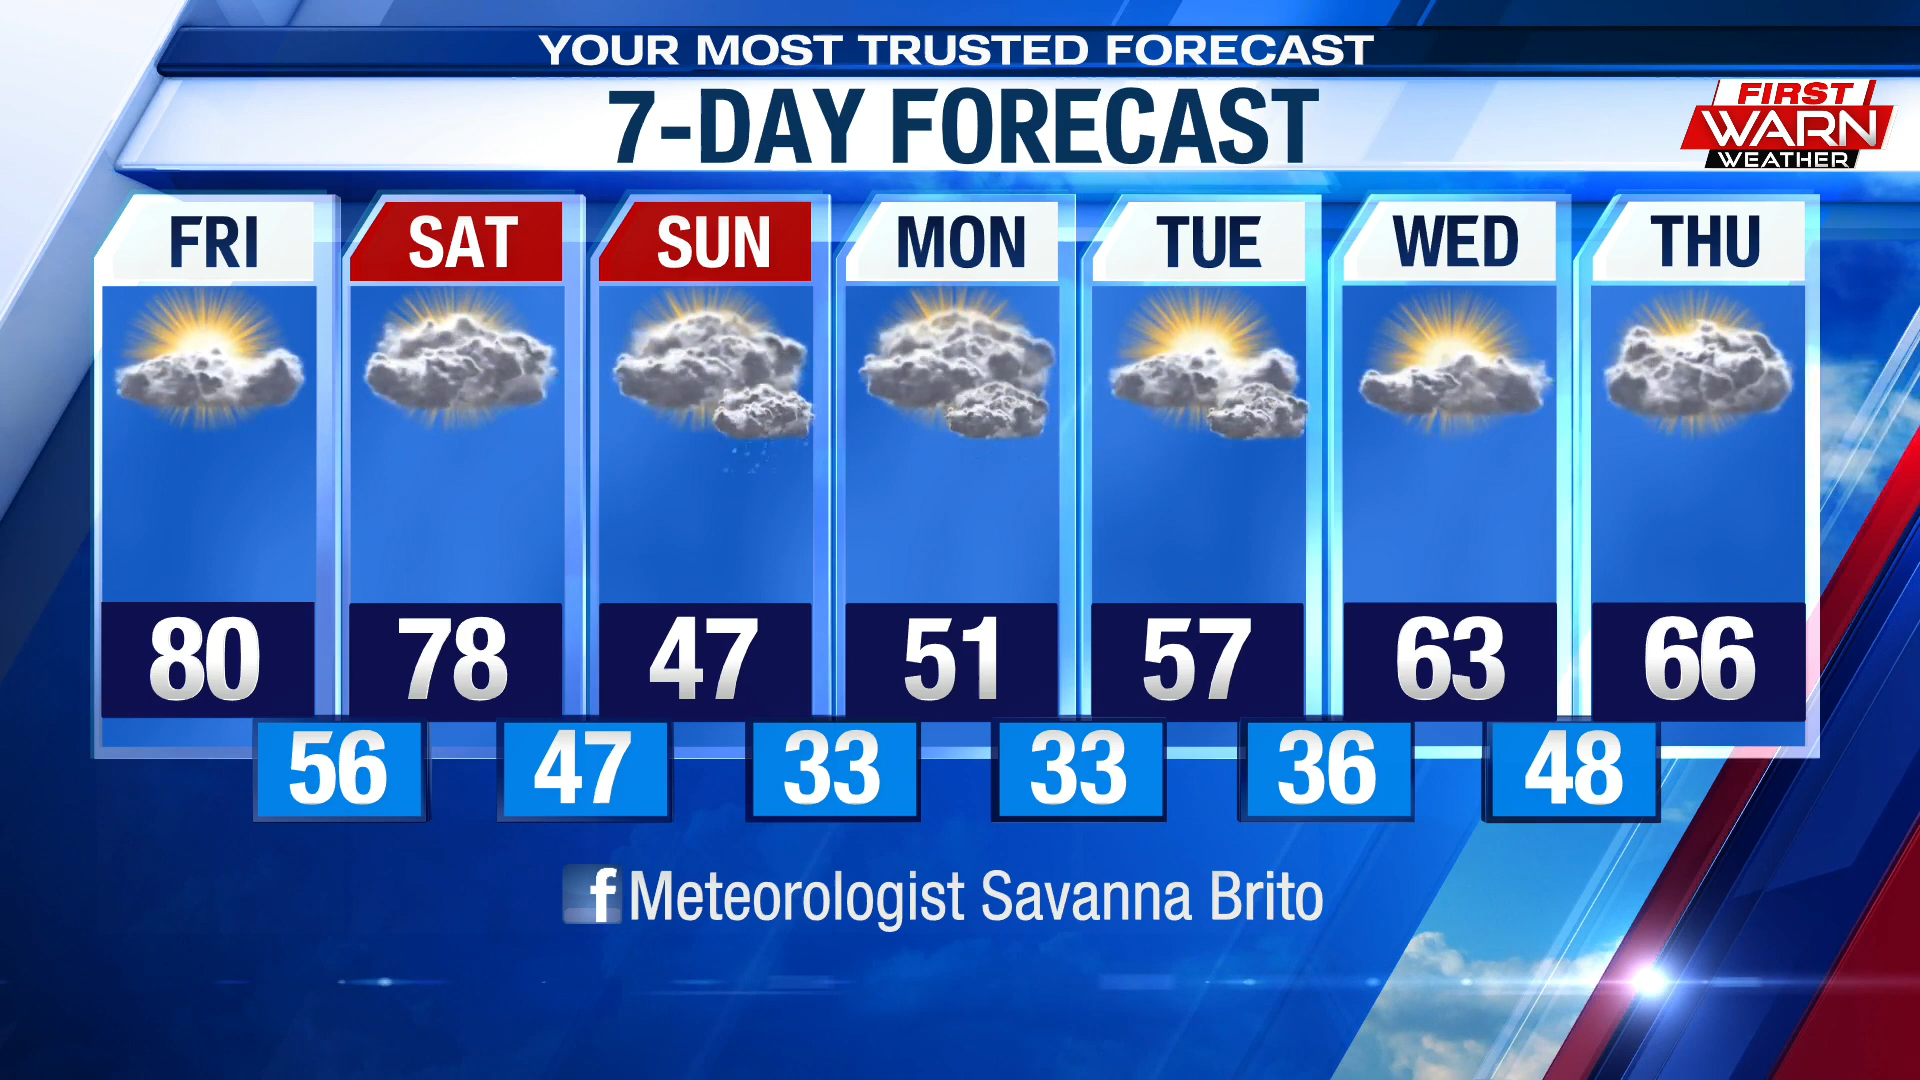 YOUR MOST TRUSTED FORECAST
7-DAY FORECAST
FIRST
WARN
WEATHER
FRI SAT SUN MON TUE WED THU
80 78 47 51 57 63 66
56 47 33 33 36 48
f Meteorologist Savanna Brito